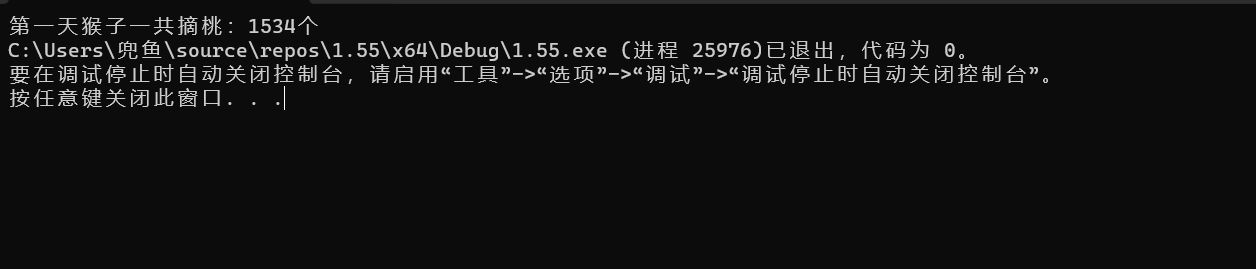 第一天猴子一共摘桃：1534个
C:\Users\兜鱼\source\repos\1.55\x64\Debug\1.55.exe (进程 25976)已退出，代码为 0。
要在调试停止时自动关闭控制台，请启用“工具”->“选项”->“调试”->“调试停止时自动关闭控制台”。
按任意键关闭此窗口. . .